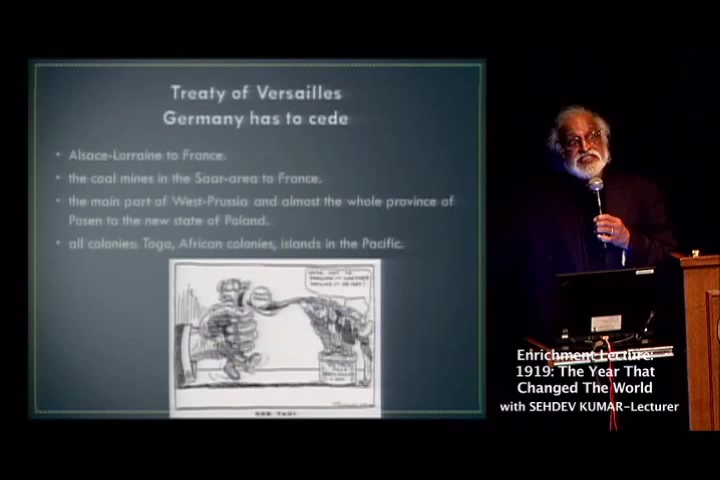 Treaty of Versailles
Germany has to cede
• Alsace-Lorraine to France.
• the coal mines in the Saar-area to France.
• the main part of West-Prussia and almost the whole province of
Posen to the new state of Poland.
• all colonies: Togo, African colonies, islands in the Pacific.
DER TAG!
Enrichment Lecture:
1919: The Year That
Changed The World
with SEHDEV KUMAR-Lecturer